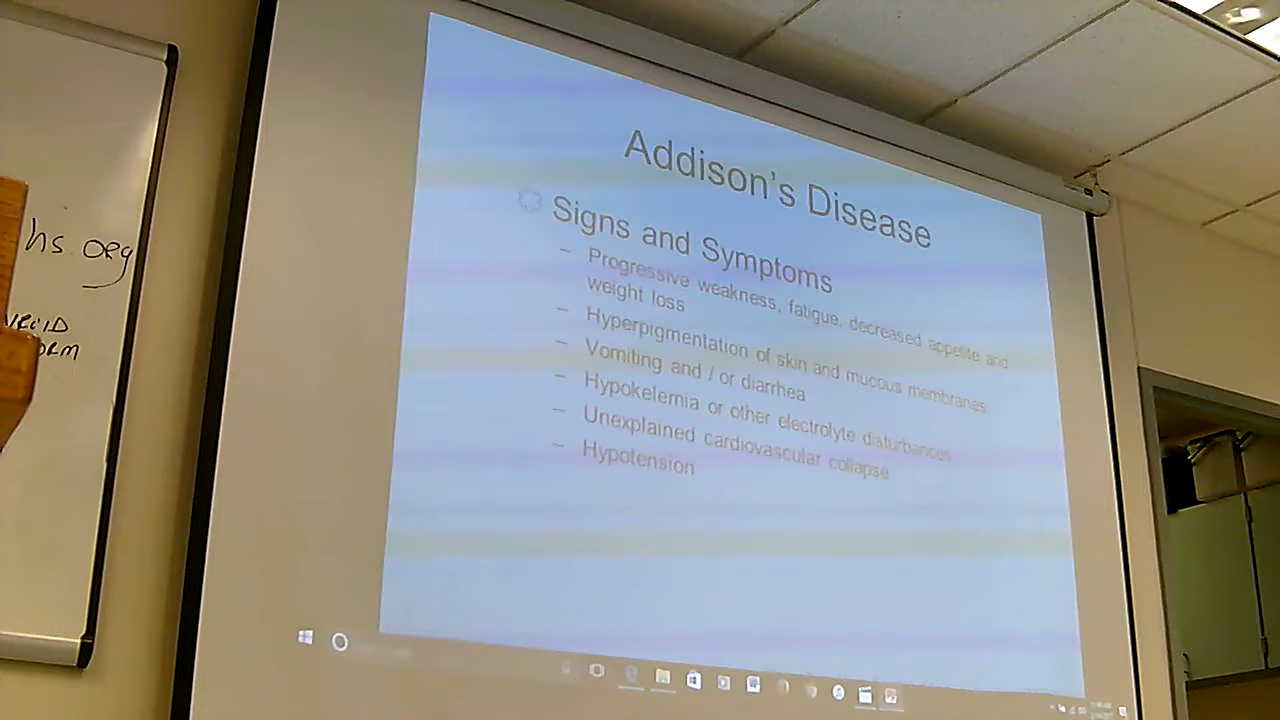 hs.org
Addison's Disease
Signs and Symptoms
– Progressive weakness, fatigue, decreased appetite and
weight loss
– Hyperpigmentation of skin and mucous membranes
– Vomiting and / or diarrhea
– Hypokelemia or other electrolyte disturbances
– Unexplained cardiovascular collapse
– Hypotension